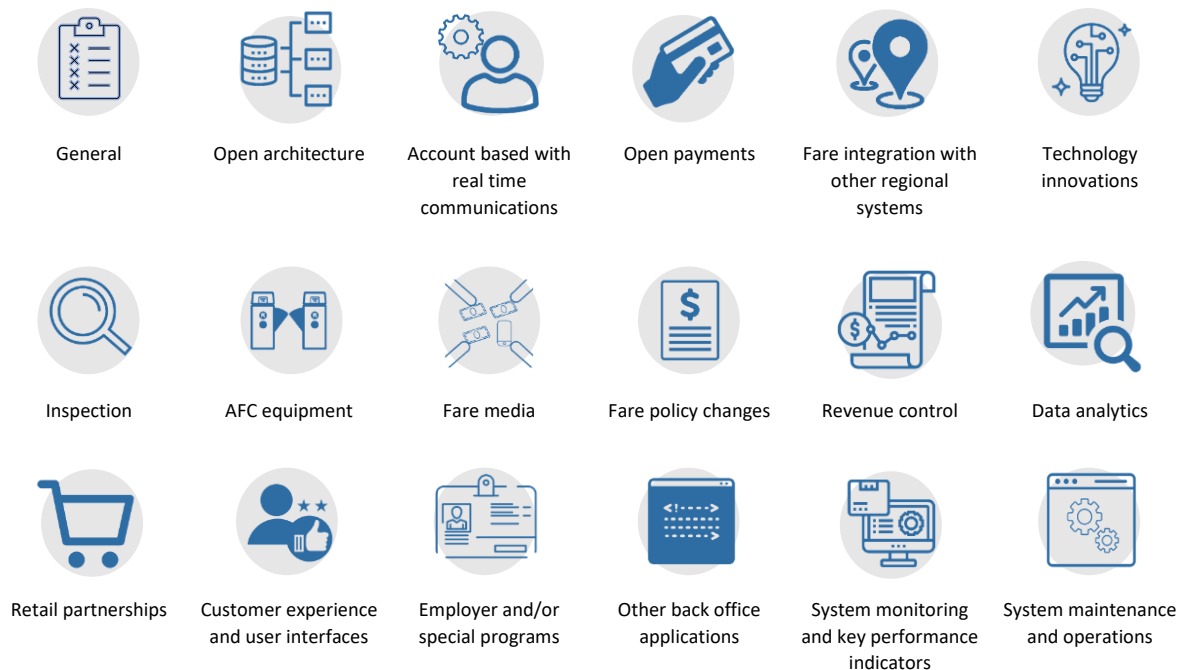 General
Open architecture
Account based with
real time
communications
Open payments
Fare integration with
other regional
systems
Technology
innovations
Inspection
AFC equipment
Fare media
$
Fare policy changes
$
Revenue control
Data analytics
Retail partnerships
Customer experience
and user interfaces
Employer and/or
special programs
Other back office
applications
System monitoring
and key performance
indicators
System maintenance
and operations